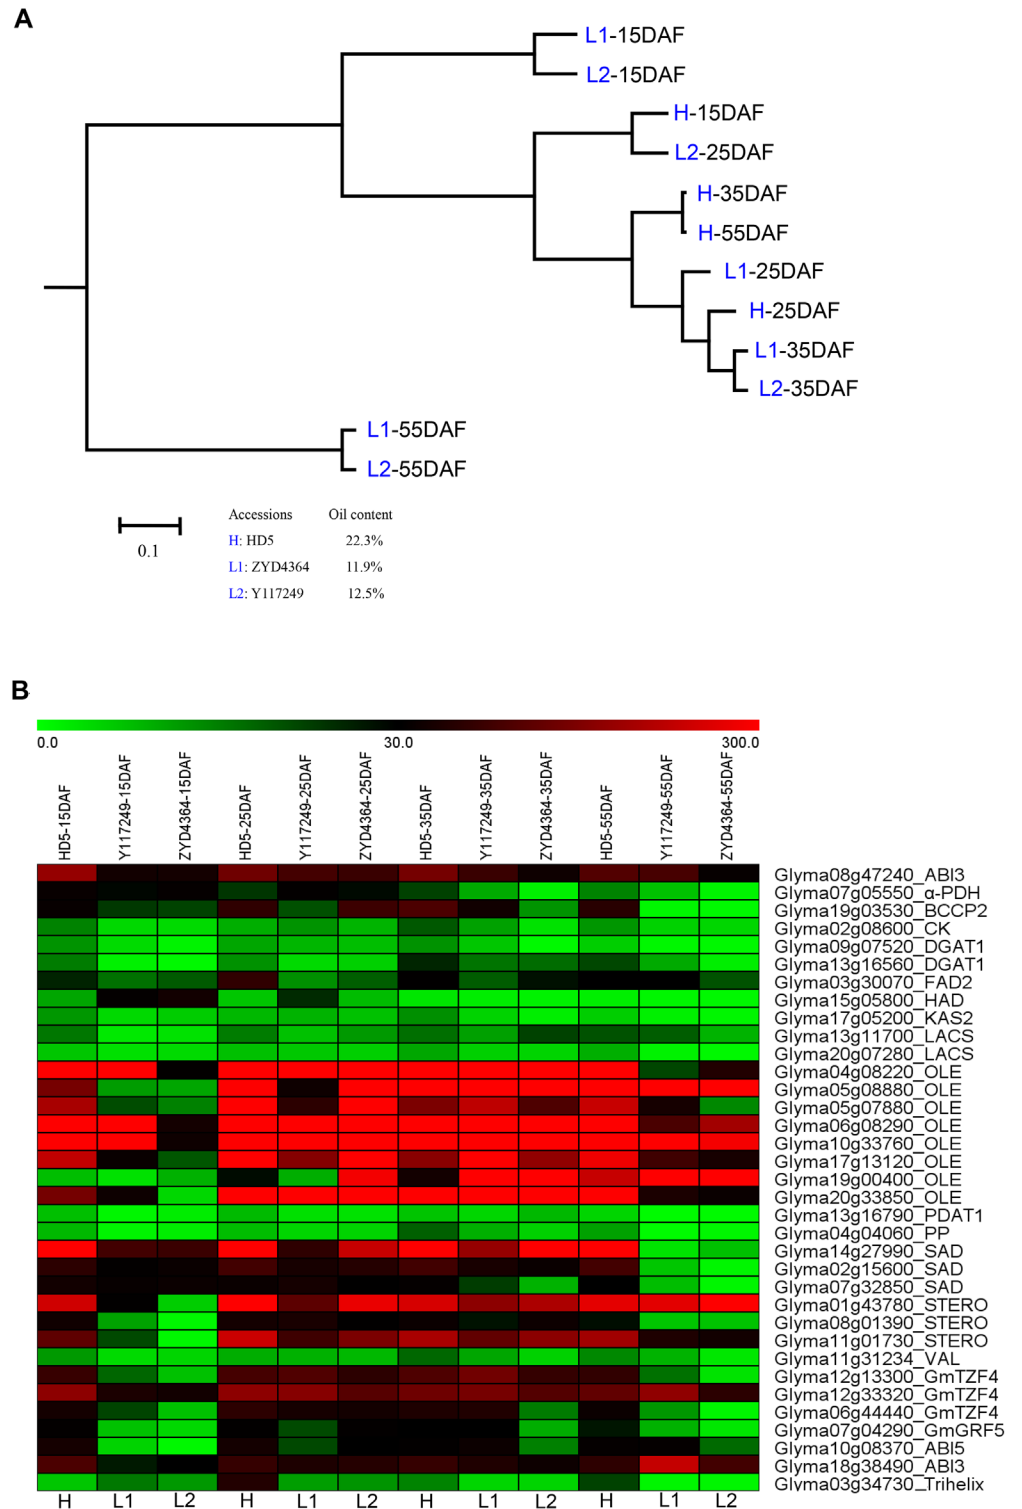 A
L1-15DAF
L2-15DAF
H-15DAF
L2-25DAF
H-35DAF
H-55DAF
L1-25DAF
H-25DAF
L1-35DAF
L2-35DAF
L1-55DAF
L2-55DAF
0.1
Accessions Oil content
H: HD5 22.3%
L1: ZYD4364 11.9%
L2: Y117249 12.5%
B
0.0 30.0 300.0
HD5-15DAF
Y117249-15DAF
ZYD4364-15DAF
HD5-25DAF
Y117249-25DAF
ZYD4364-25DAF
HD5-35DAF
Y117249-35DAF
ZYD4364-35DAF
HD5-55DAF
Y117249-55DAF
ZYD4364-55DAF
Glyma08g47240_ABI3
Glyma07g05550_α-PDH
Glyma19g03530_BCCP2
Glyma02g08600_CK
Glyma09g07520_DGAT1
Glyma13g16560_DGAT1
Glyma03g30070_FAD2
Glyma15g05800_HAD
Glyma17g05200_KAS2
Glyma13g11700_LACS
Glyma20g07280_LACS
Glyma04g08220_OLE
Glyma05g08880_OLE
Glyma05g07880_OLE
Glyma06g08290_OLE
Glyma10g33760_OLE
Glyma17g13120_OLE
Glyma19g00400_OLE
Glyma20g33850_OLE
Glyma13g16790_PDAT1
Glyma04g04060_PP
Glyma14g27990_SAD
Glyma02g15600_SAD
Glyma07g32850_SAD
Glyma01g43780_STERO
Glyma08g01390_STERO
Glyma11g01730_STERO
Glyma11g31234_VAL
Glyma12g13300_GmTZF4
Glyma12g33320_GmTZF4
Glyma06g44440_GmTZF4
Glyma07g04290_GmGRF5
Glyma10g08370_ABI5
Glyma18g38490_ABI3
Glyma03g34730_Trihelix
H L1 L2 H L1 L2 H L1 L2 H L1 L2